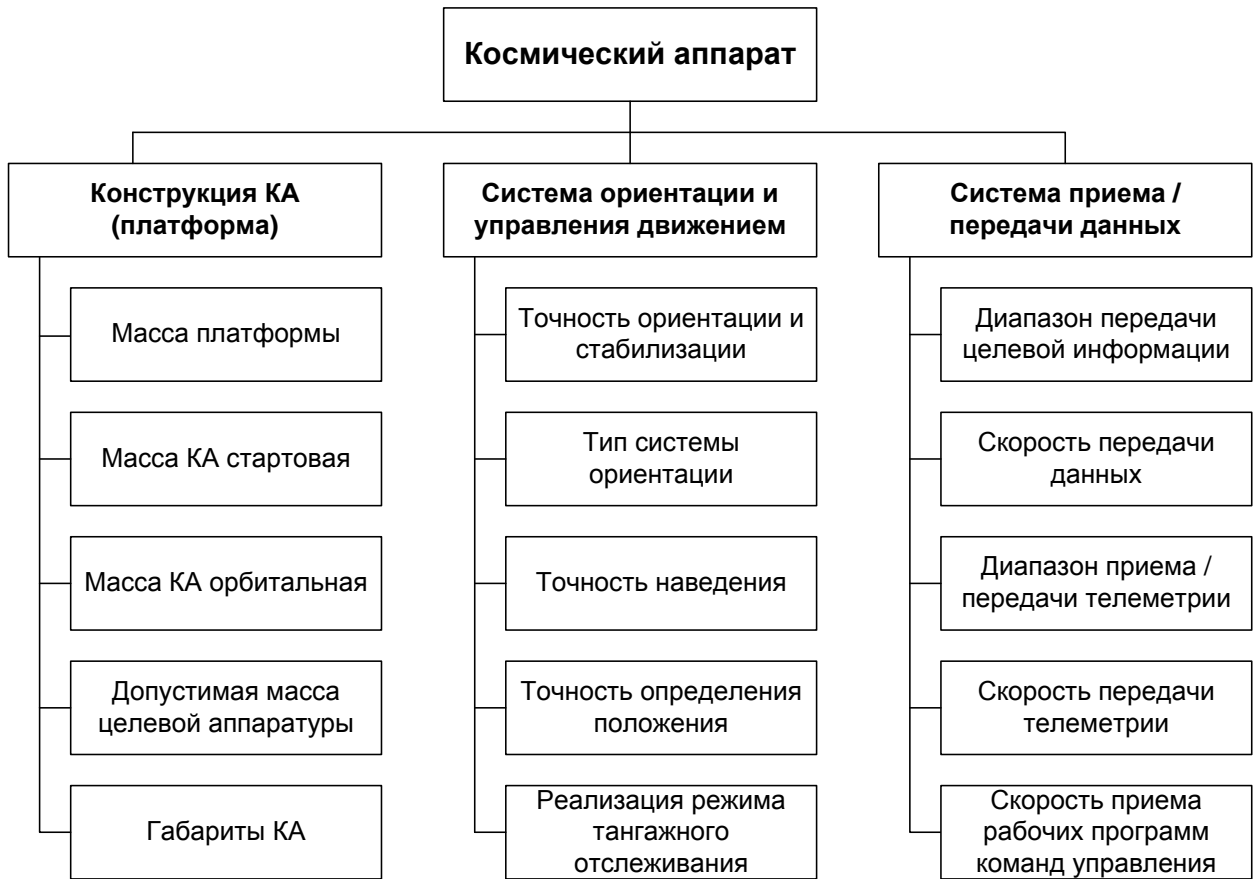 Космический аппарат
Конструкция КА
(платформа)
Масса платформы
Масса КА стартовая
Масса КА орбитальная
Допустимая масса
целевой аппаратуры
Габариты КА
Система ориентации и
управления движением
Точность ориентации и
стабилизации
Тип системы
ориентации
Точность наведения
Точность определения
положения
Реализация режима
тангажного
отслеживания
Система приема /
передачи данных
Диапазон передачи
целевой информации
Скорость передачи
данных
Диапазон приема /
передачи телеметрии
Скорость передачи
телеметрии
Скорость приема
рабочих программ
команд управления